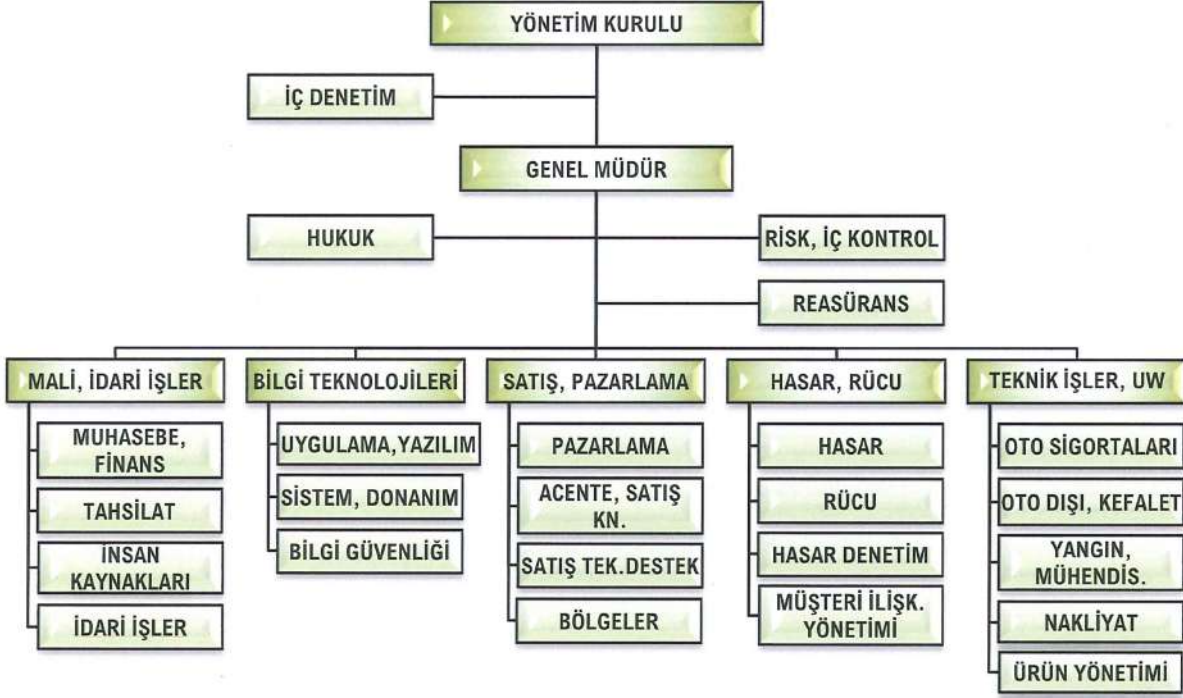 YÖNETİM KURULU
İÇ DENETİM
GENEL MÜDÜR
HUKUK
RİSK, İÇ KONTROL
REASÜRANS
MALİ, İDARİ İŞLER
MUHASEBE,
FİNANS
TAHSİLAT
İNSAN
KAYNAKLARI
İDARİ İŞLER
BİLGİ TEKNOLOJİLERİ
UYGULAMA,YAZILIM
SİSTEM, DONANIM
BİLGİ GÜVENLİĞİ
SATIŞ, PAZARLAMA
PAZARLAMA
ACENTE, SATIŞ
KN.
SATIŞ TEK.DESTEK
BÖLGELER
HASAR, RÜCU
HASAR
RÜCU
HASAR DENETİM
MÜŞTERİ İLİŞK.
YÖNETİMİ
TEKNİK İŞLER, UW
OTO SİGORTALARI
OTO DIŞI, KEFALET
YANGIN,
MÜHENDİS.
NAKLİYAT
ÜRÜN YÖNETİMİ